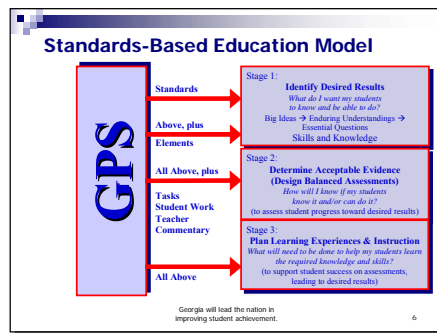 Standards-Based Education Model
GPS
Standards
Above, plus
Elements
All Above, plus
Tasks
Student Work
Teacher
Commentary
All Above
Stage 1:
Identify Desired Results
What do I want my students
to know and be able to do?
Big Ideas → Enduring Understandings →
Essential Questions
Skills and Knowledge
Stage 2:
Determine Acceptable Evidence
(Design Balanced Assessments)
How will I know if my students
know it and/or can do it?
(to assess student progress toward desired results)
Stage 3:
Plan Learning Experiences & Instruction
What will need to be done to help my students learn
the required knowledge and skills?
(to support student success on assessments,
leading to desired results)
Georgia will lead the nation in
improving student achievement.
6